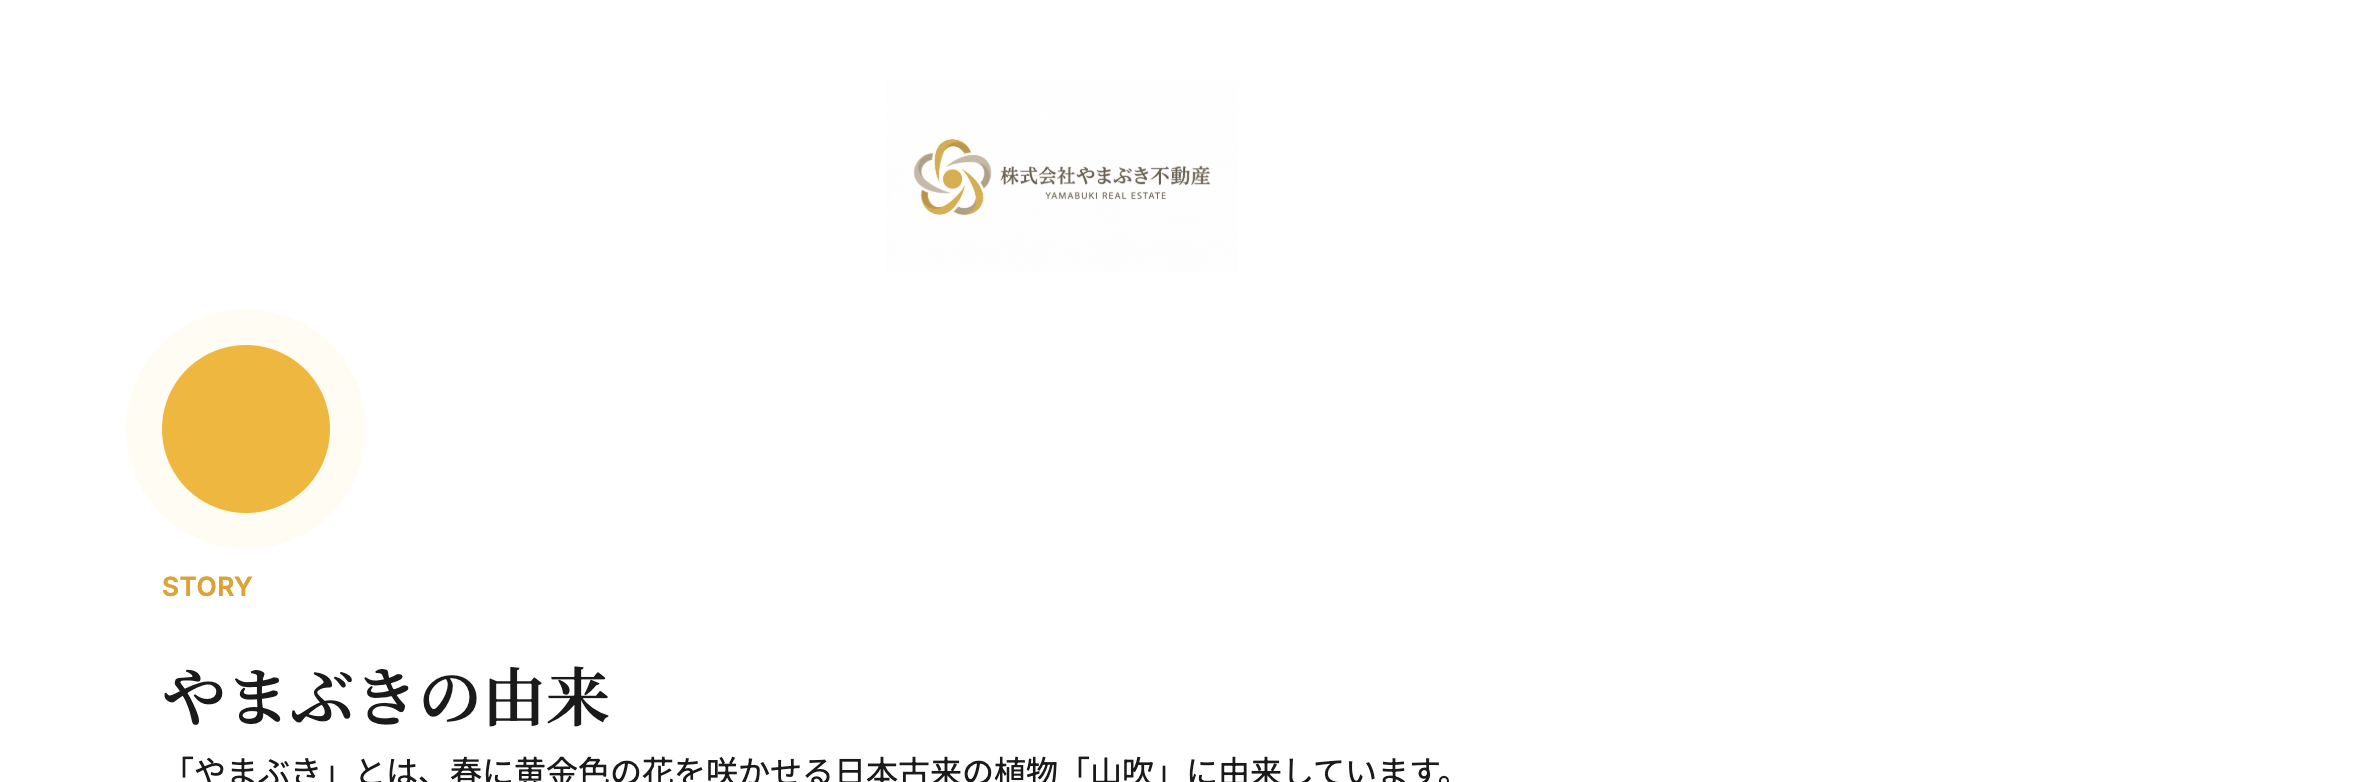 株式会社やまぶき不動産
YAMABUKI REAL ESTATE
STORY
やまぶきの由来
「やまぶき」とは、春に黄金色の花を咲かせる日本古来の植物「山吹」に由来しています。